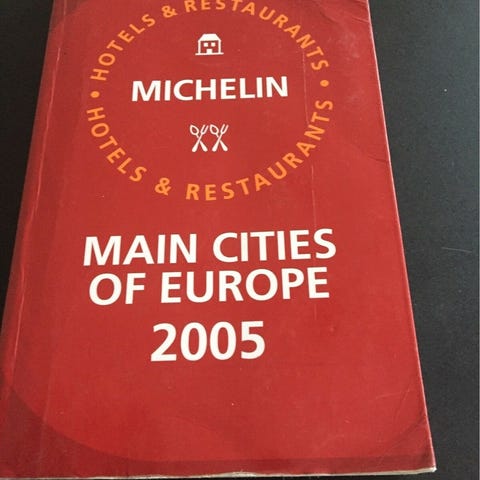 HOTELS & RESTAURANTS •
MICHELIN
HOTELS & RESTAURANTS •
MAIN CITIES
OF EUROPE
2005